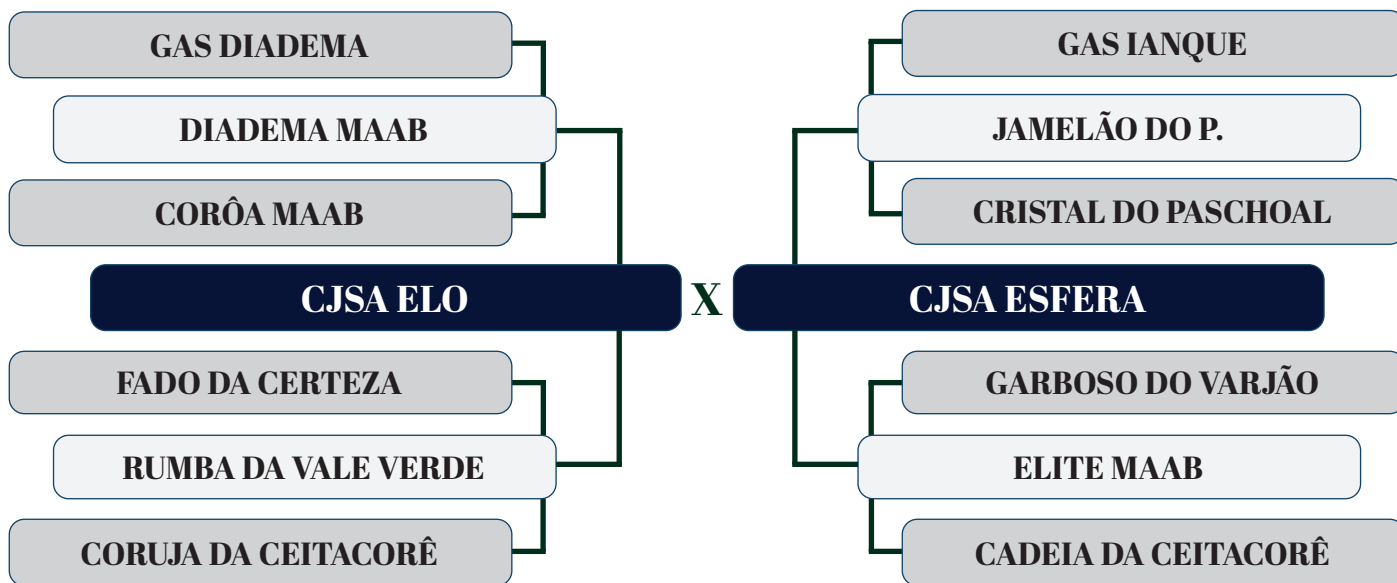 GAS DIADEMA
DIADEMA MAAB
CORÔA MAAB
CJSA ELO
FADO DA CERTEZA
RUMBA DA VALE VERDE
CORUJA DA CEITACORÊ
X
GAS IANQUE
JAMELÃO DO P.
CRISTAL DO PASCHOAL
CJSA ESFERA
GARBOSO DO VARJÃO
ELITE MAAB
CADEIA DA CEITACORÊ